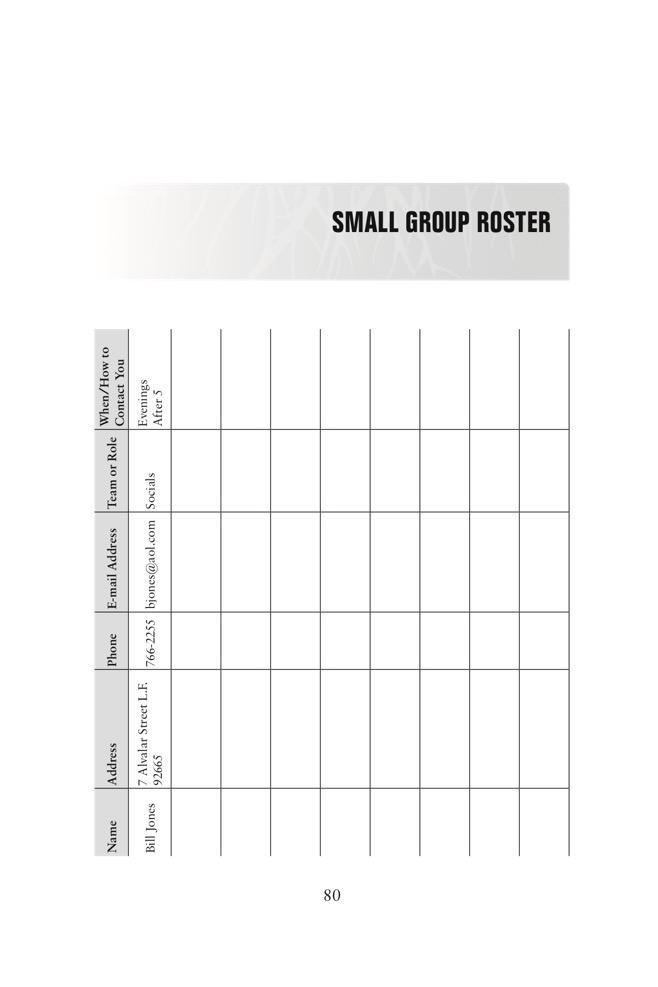 SMALL GROUP ROSTER
Name
Address
Phone
E-mail Address
Team or Role
When/How to
Contact You
Bill Jones
7 Alvalar Street L.F.
92665
766-2255
bjones@aol.com
Socials
Evenings
After 5
80